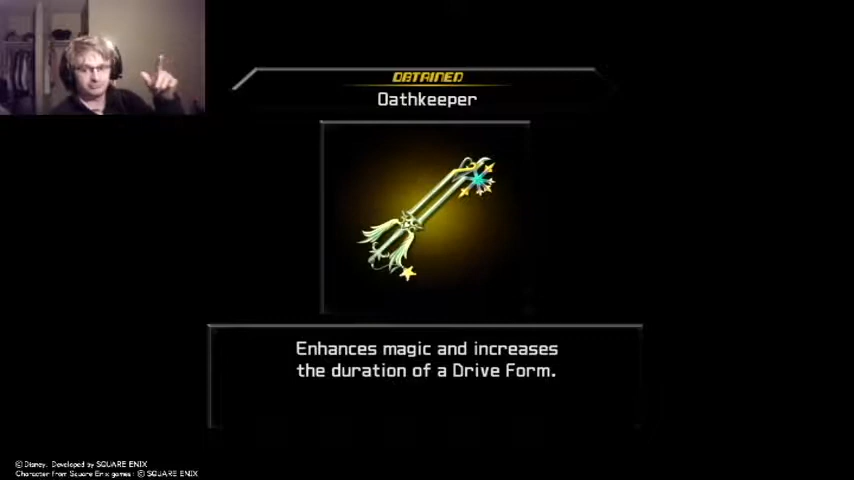 OBTAINED
Oathkeeper
Enhances magic and increases
the duration of a Drive Form.
© Disney. Developed by SQUARE ENIX
Character from Square Enix games: © SQUARE ENIX